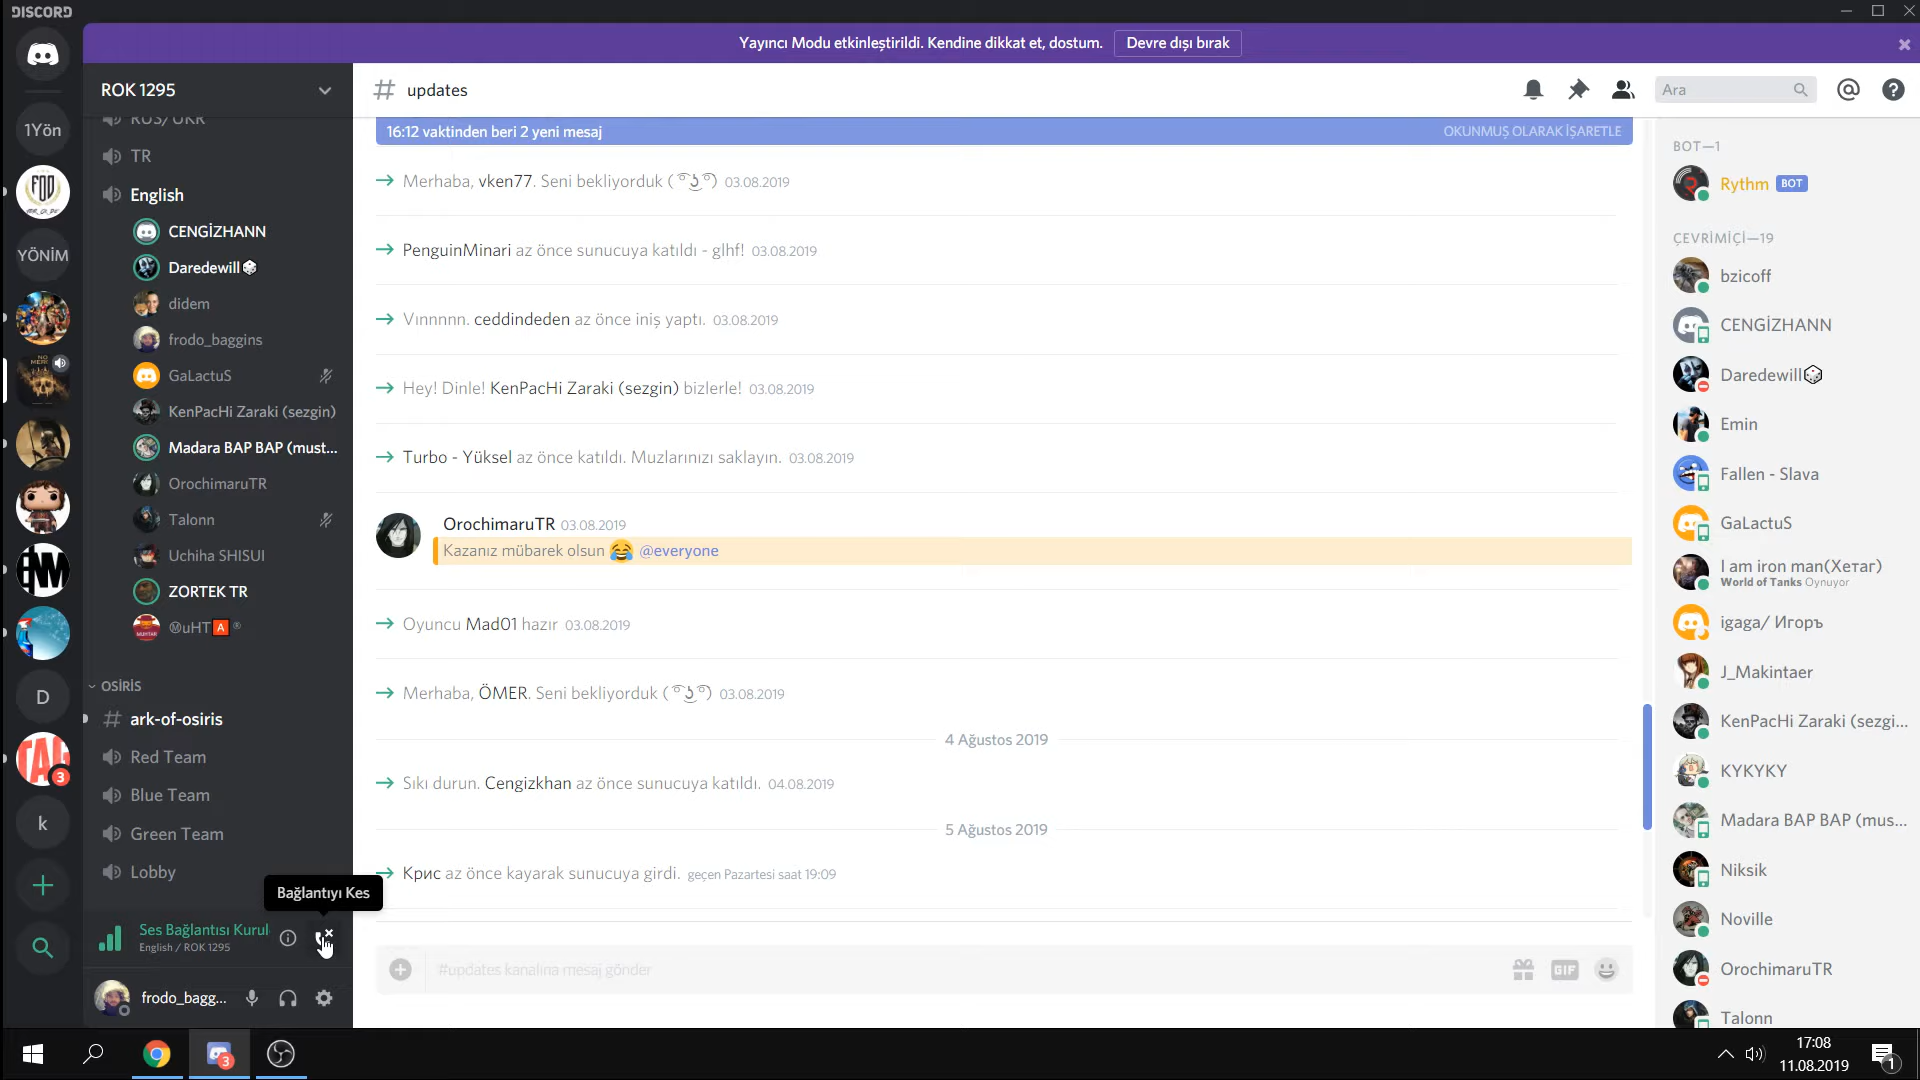 DISCORD
Yayıncı Modu etkinleştirildi. Kendine dikkat et, dostum. Devre dışı bırak
1Yön
YÖNİM
D
3
k
ROK 1295
RUS/UKR
TR
English
CENGİZHANN
Daredewill
didem
frodo_baggins
GaLactuS
KenPacHi Zaraki (sezgin)
Madara BAP BAP (must...
OrochimaruTR
Talonn
Uchiha SHISUI
ZORTEK TR
ⓂuHT🅰®
OSİRİS
ark-of-osiris
Red Team
Blue Team
Green Team
Lobby
Bağlantıyı Kes
Ses Bağlantısı Kurul
English / ROK 1295
frodo_bagg...
# updates
Ara
16:12 vaktinden beri 2 yeni mesaj OKUNMUŞ OLARAK İŞARETLE
Merhaba, vken77. Seni bekliyorduk ( ͡° ͜ʖ ͡°) 03.08.2019
PenguinMinari az önce sunucuya katıldı - glhf! 03.08.2019
Vınnnnn. ceddindeden az önce iniş yaptı. 03.08.2019
Hey! Dinle! KenPacHi Zaraki (sezgin) bizlerle! 03.08.2019
Turbo - Yüksel az önce katıldı. Muzlarınızı saklayın. 03.08.2019
OrochimaruTR 03.08.2019
Kazanız mübarek olsun 😂 @everyone
Oyuncu Mad01 hazır 03.08.2019
Merhaba, ÖMER. Seni bekliyorduk ( ͡° ͜ʖ ͡°) 03.08.2019
4 Ağustos 2019
Sıkı durun. Cengizkhan az önce sunucuya katıldı. 04.08.2019
5 Ağustos 2019
Крис az önce kayarak sunucuya girdi. geçen Pazartesi saat 19:09
#updates kanalına mesaj gönder
GIF
BOT—1
Rythm BOT
ÇEVRİMİÇİ—19
bzicoff
CENGİZHANN
Daredewill
Emin
Fallen - Slava
GaLactuS
I am iron man(Хетаг)
World of Tanks Oynuyor
igaga/ Игоръ
J_Makintaer
KenPacHi Zaraki (sezgi...
KYKYKY
Madara BAP BAP (mus...
Niksik
Noville
OrochimaruTR
Talonn
3
17:08
11.08.2019
1